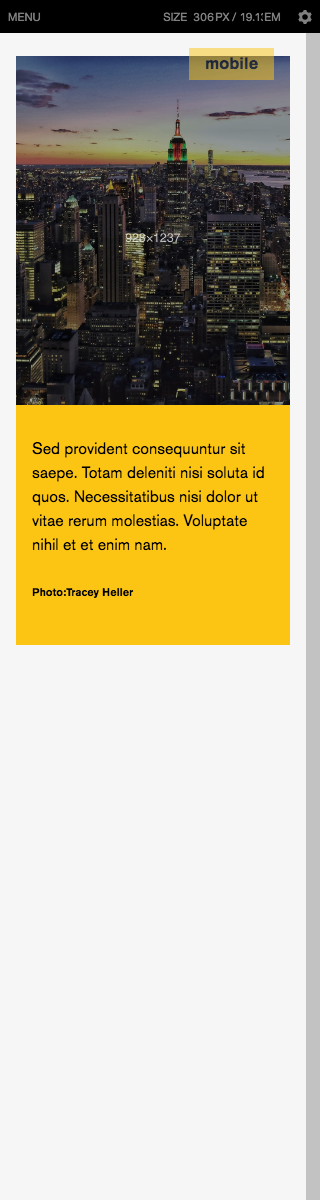 MENU
SIZE 306PX / 19.1EM
mobile
928×1237
Sed provident consequuntur sit
saepe. Totam deleniti nisi soluta id
quos. Necessitatibus nisi dolor ut
vitae rerum molestias. Voluptate
nihil et et enim nam.
Photo:Tracey Heller